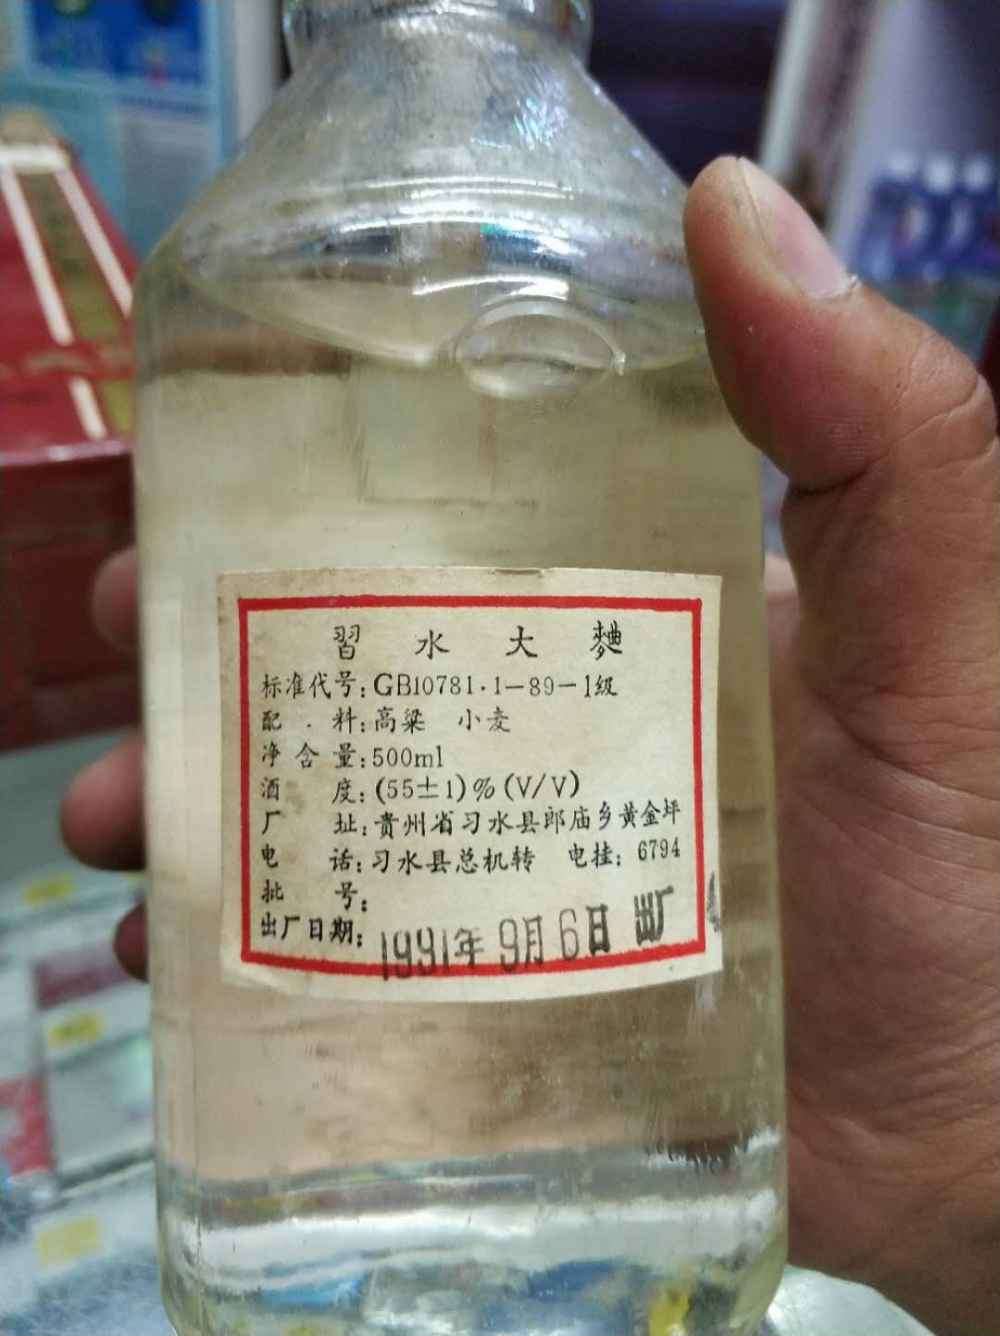 習水大麯
标准代号:GB10781·1-89-1级
配.料:高粱 小麦
净含量:500ml
酒度:(55±1)%(V/V)
厂址:贵州省习水县郎庙乡黄金坪
电话:习水县总机转 电挂:6794
批号:
出厂日期:1991年9月6日出厂